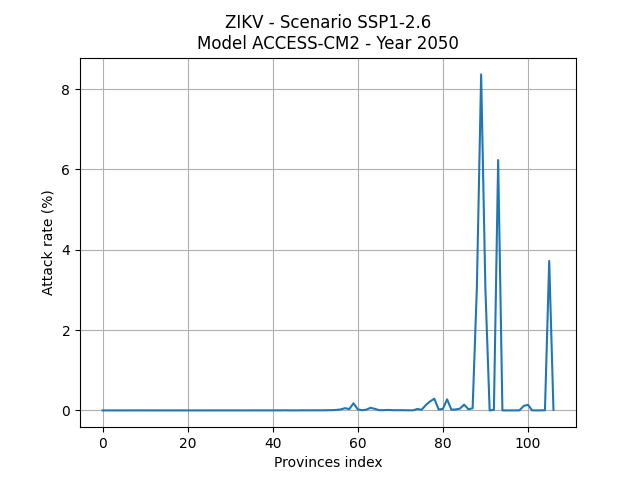 ZIKV - Scenario SSP1-2.6
Model ACCESS-CM2 - Year 2050
8
6
4
2
0
Attack rate (%)
0 20 40 60 80 100
Provinces index